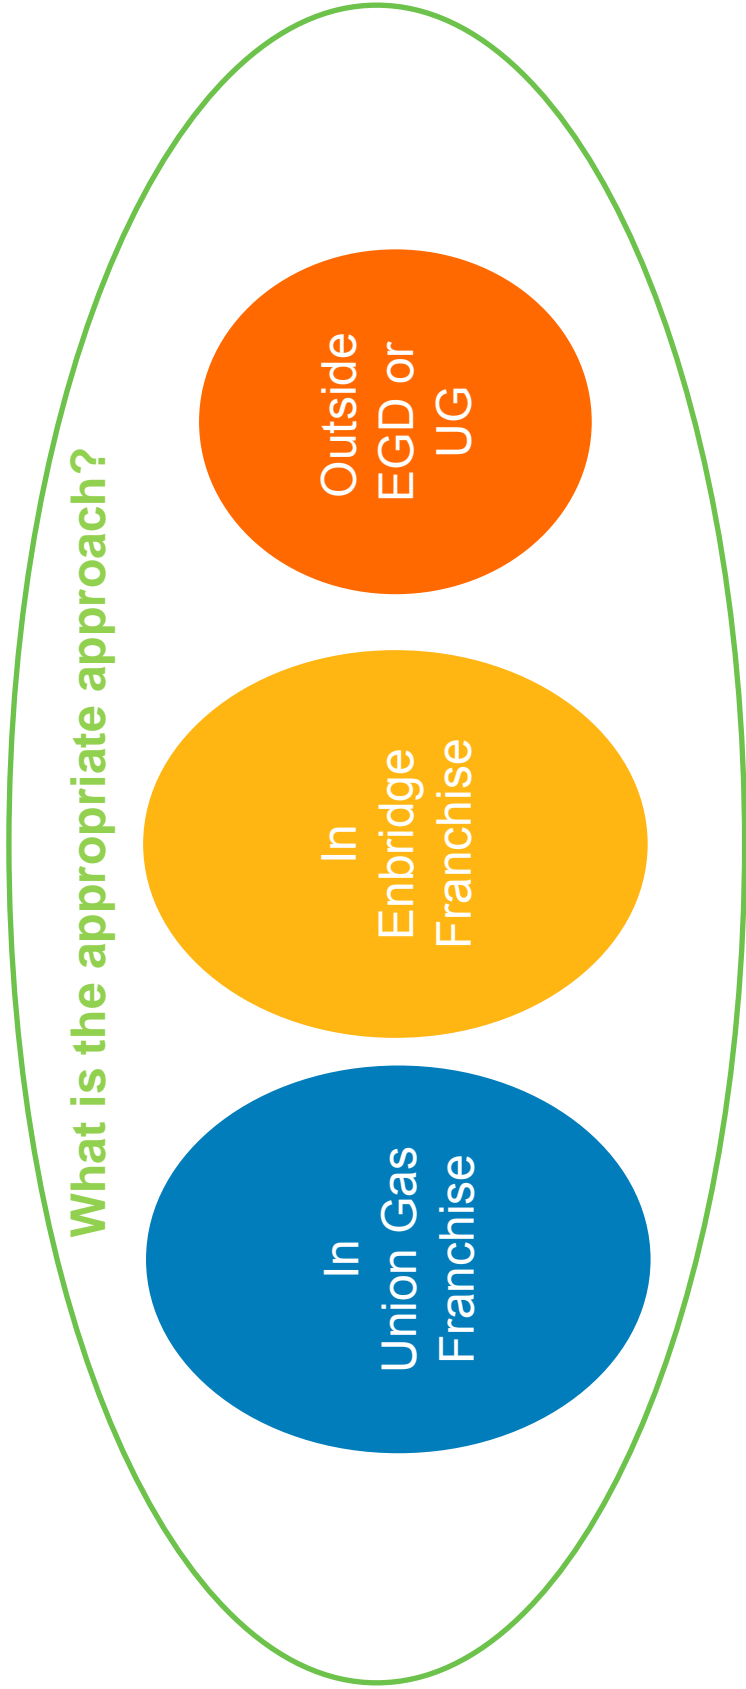 What is the appropriate approach?
In
Union Gas
Franchise
In
Enbridge
Franchise
Outside
EGD or
UG